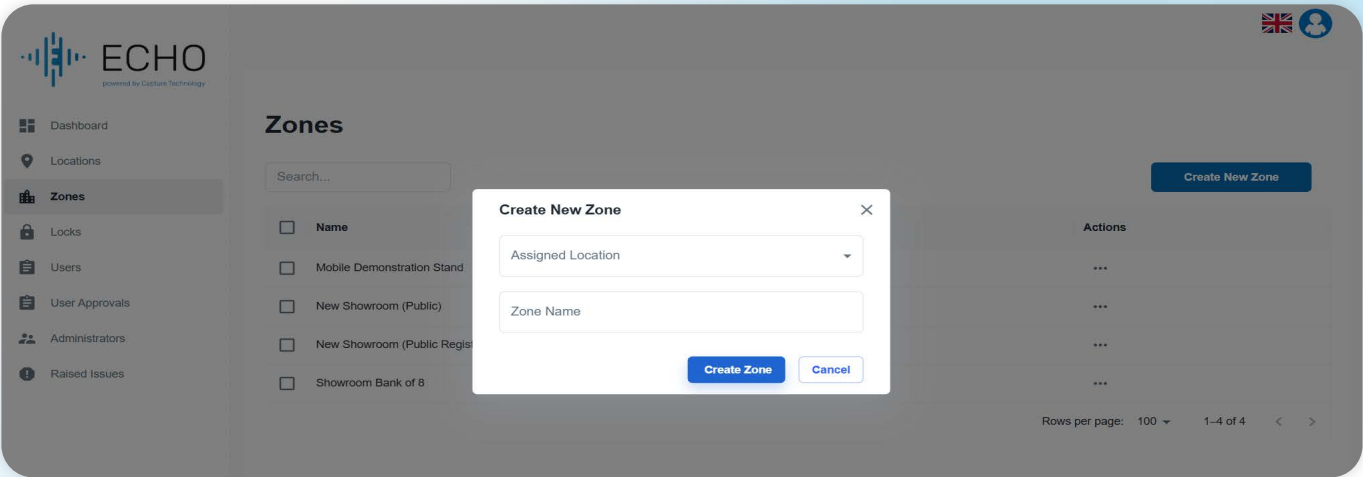 ECHO
powered by Codture Technology
Dashboard
Locations
Zones
Locks
Users
User Approvals
Administrators
Raised Issues
Zones
Search...
Create New Zone
Name
Actions
Mobile Demonstration Stand •••
New Showroom (Public) •••
New Showroom (Public Regist •••
Showroom Bank of 8 •••
Rows per page: 100 1–4 of 4 < >
Create New Zone
Assigned Location
Zone Name
Create Zone Cancel